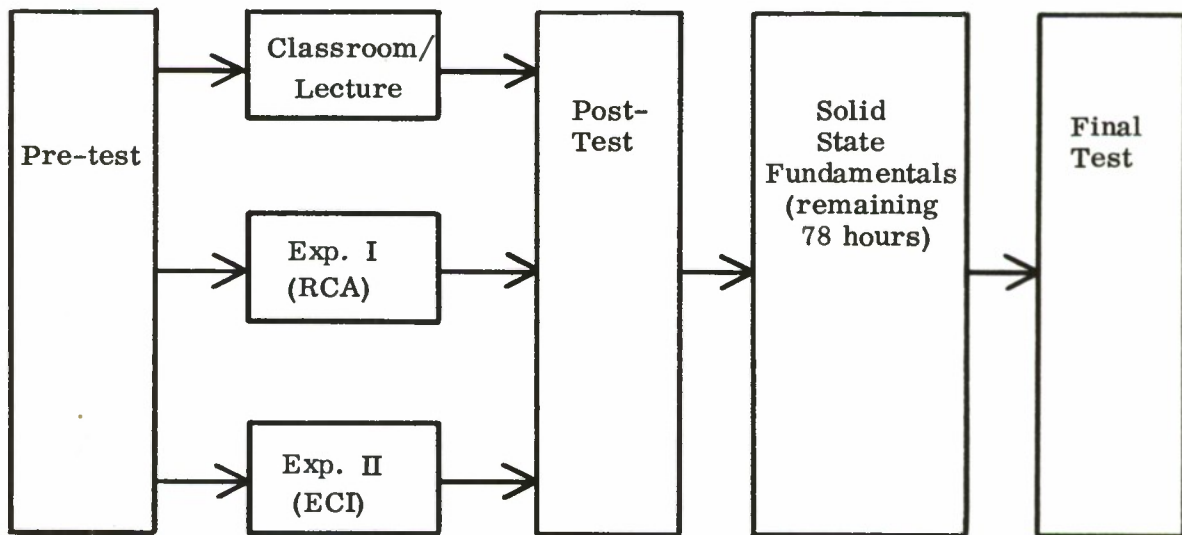 Pre-test
Classroom/
Lecture
Exp. I
(RCA)
Exp. II
(ECI)
Post-
Test
Solid
State
Fundamentals
(remaining
78 hours)
Final
Test